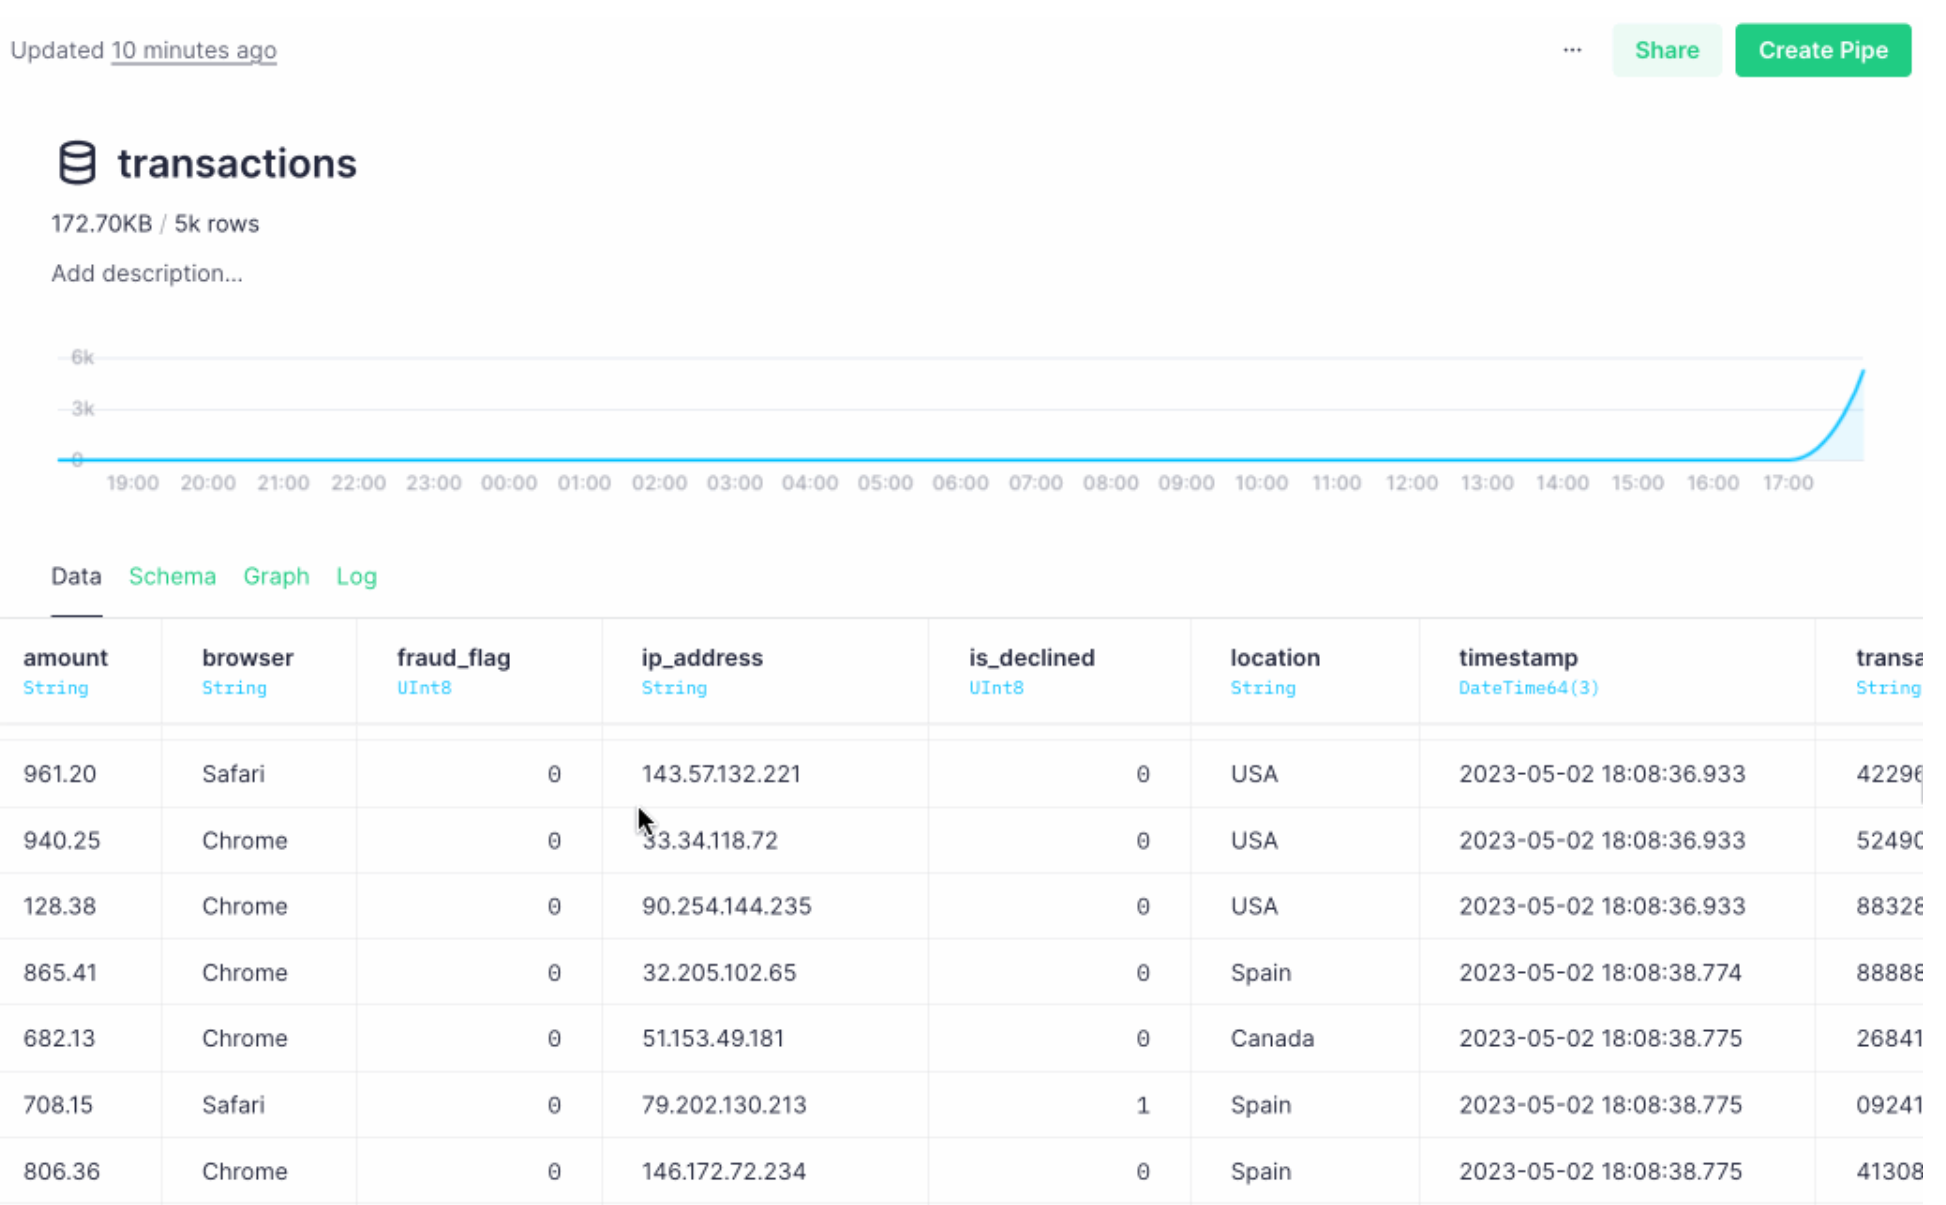 Updated 10 minutes ago
... Share Create Pipe
transactions
172.70KB / 5k rows
Add description...
6k
3k
0
19:00 20:00 21:00 22:00 23:00 00:00 01:00 02:00 03:00 04:00 05:00 06:00 07:00 08:00 09:00 10:00 11:00 12:00 13:00 14:00 15:00 16:00 17:00
Data Schema Graph Log
amount browser fraud_flag ip_address is_declined location timestamp transa
String String UInt8 String UInt8 String DateTime64(3) String
961.20 Safari 0 143.57.132.221 0 USA 2023-05-02 18:08:36.933 42296
940.25 Chrome 0 33.34.118.72 0 USA 2023-05-02 18:08:36.933 52490
128.38 Chrome 0 90.254.144.235 0 USA 2023-05-02 18:08:36.933 88328
865.41 Chrome 0 32.205.102.65 0 Spain 2023-05-02 18:08:38.774 88888
682.13 Chrome 0 51.153.49.181 0 Canada 2023-05-02 18:08:38.775 26841
708.15 Safari 0 79.202.130.213 1 Spain 2023-05-02 18:08:38.775 09241
806.36 Chrome 0 146.172.72.234 0 Spain 2023-05-02 18:08:38.775 41308